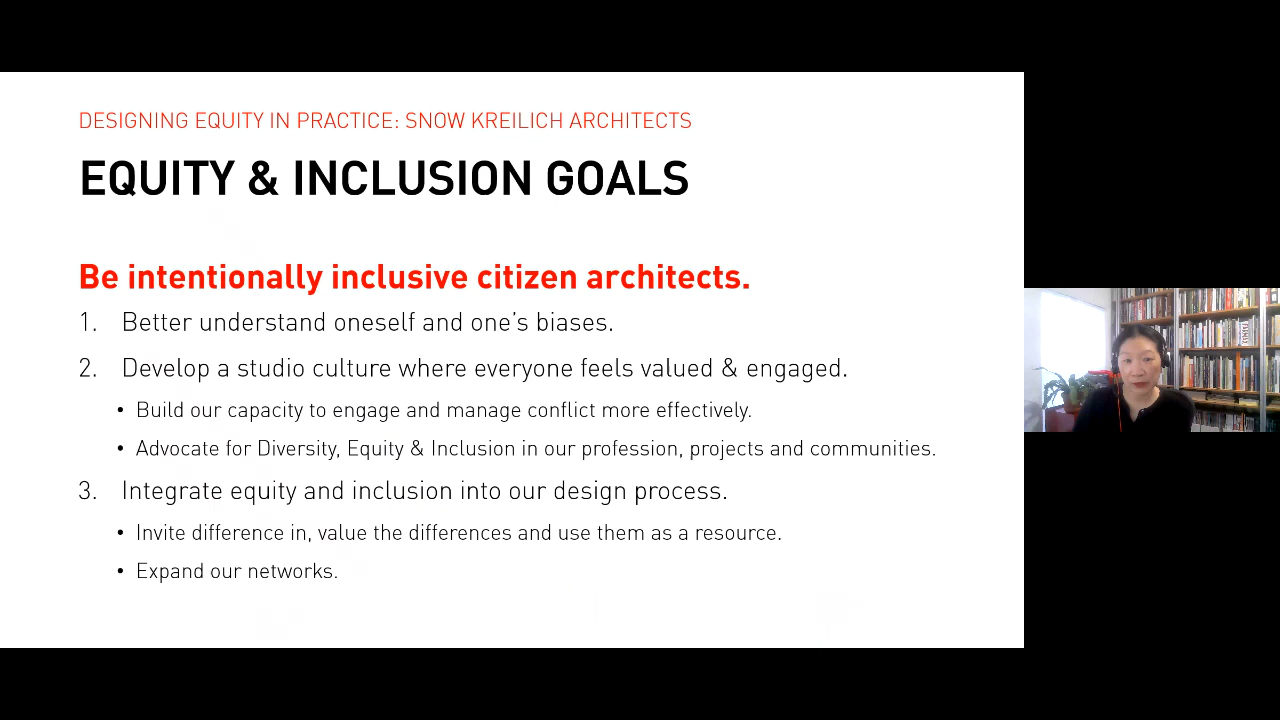 DESIGNING EQUITY IN PRACTICE: SNOW KREILICH ARCHITECTS
EQUITY & INCLUSION GOALS
Be intentionally inclusive citizen architects.
1. Better understand oneself and one's biases.
2. Develop a studio culture where everyone feels valued & engaged.
• Build our capacity to engage and manage conflict more effectively.
• Advocate for Diversity, Equity & Inclusion in our profession, projects and communities.
3. Integrate equity and inclusion into our design process.
• Invite difference in, value the differences and use them as a resource.
• Expand our networks.